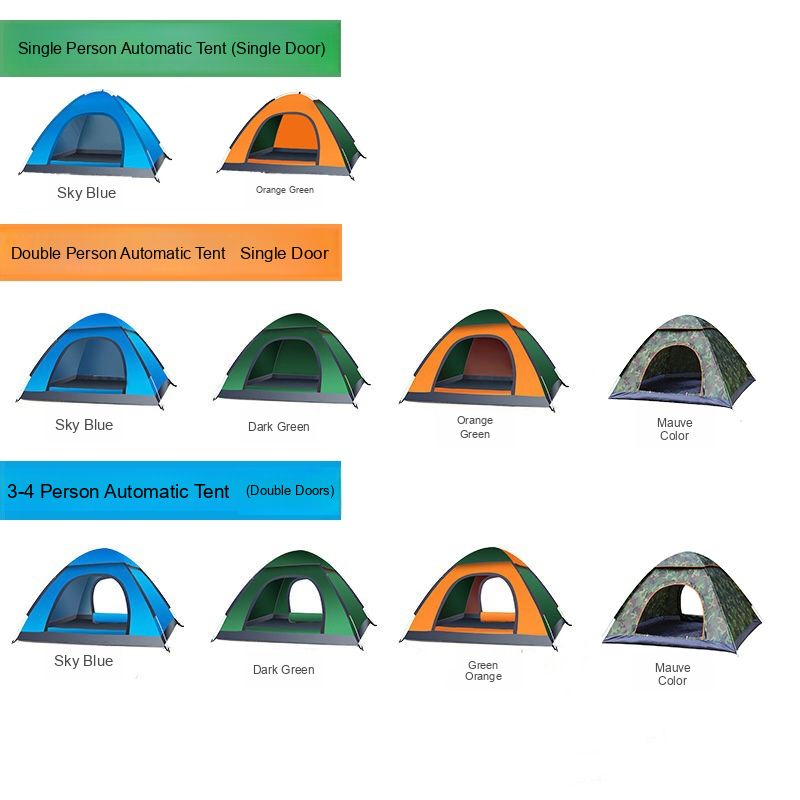 Single Person Automatic Tent (Single Door)
Sky Blue
Orange Green
Double Person Automatic Tent Single Door
Sky Blue
Dark Green
Orange
Green
Mauve
Color
3-4 Person Automatic Tent (Double Doors)
Sky Blue
Dark Green
Green
Orange
Mauve
Color